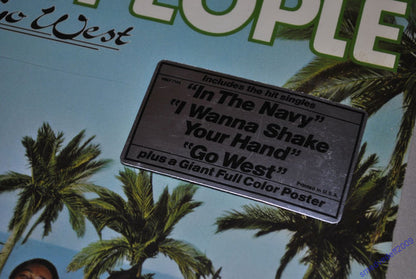 PEOPLE
Go West
Includes the hit singles
"In The Navy"
"I Wanna Shake
Your Hand"
"Go West"
plus a Giant Full Color Poster
Printed in U.S.A.